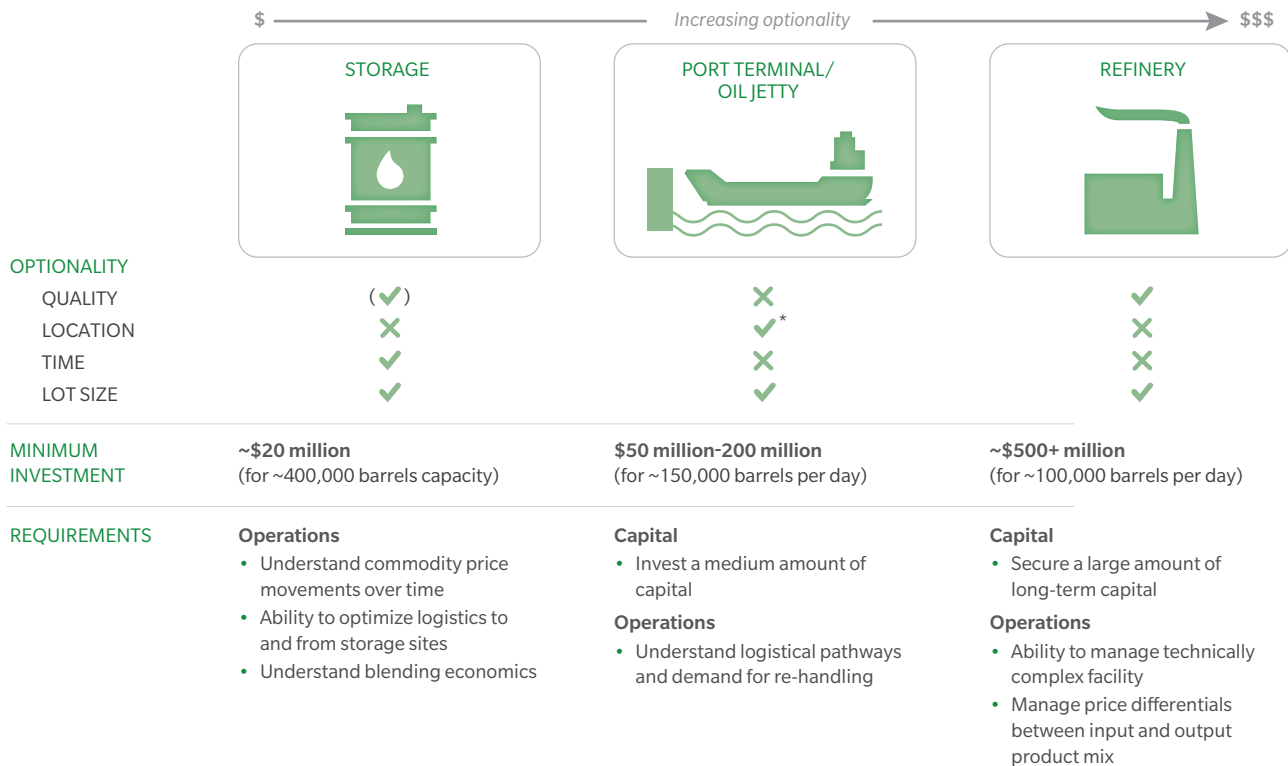 $ Increasing optionality $$$
STORAGE
PORT TERMINAL/
OIL JETTY
REFINERY
OPTIONALITY
QUALITY
( )
LOCATION
*
TIME
LOT SIZE
MINIMUM
INVESTMENT
~$20 million
(for ~400,000 barrels capacity)
$50 million-200 million
(for ~150,000 barrels per day)
~$500+ million
(for ~100,000 barrels per day)
REQUIREMENTS
Operations
• Understand commodity price
movements over time
• Ability to optimize logistics to
and from storage sites
• Understand blending economics
Capital
• Invest a medium amount of
capital
Operations
• Understand logistical pathways
and demand for re-handling
Capital
• Secure a large amount of
long-term capital
Operations
• Ability to manage technically
complex facility
• Manage price differentials
between input and output
product mix